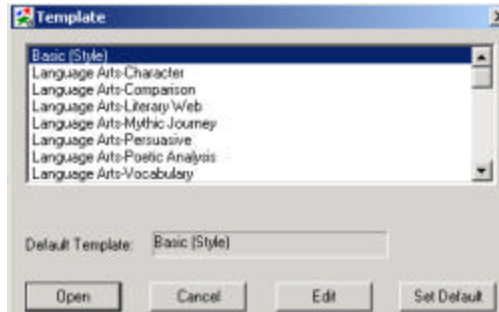 Template
Basic (Style)
Language Arts-Character
Language Arts-Comparison
Language Arts-Literary Web
Language Arts-Mythic Journey
Language Arts-Persuasive
Language Arts-Poetic Analysis
Language Arts-Vocabulary
Default Template: Basic (Style)
Open Cancel Edit Set Default